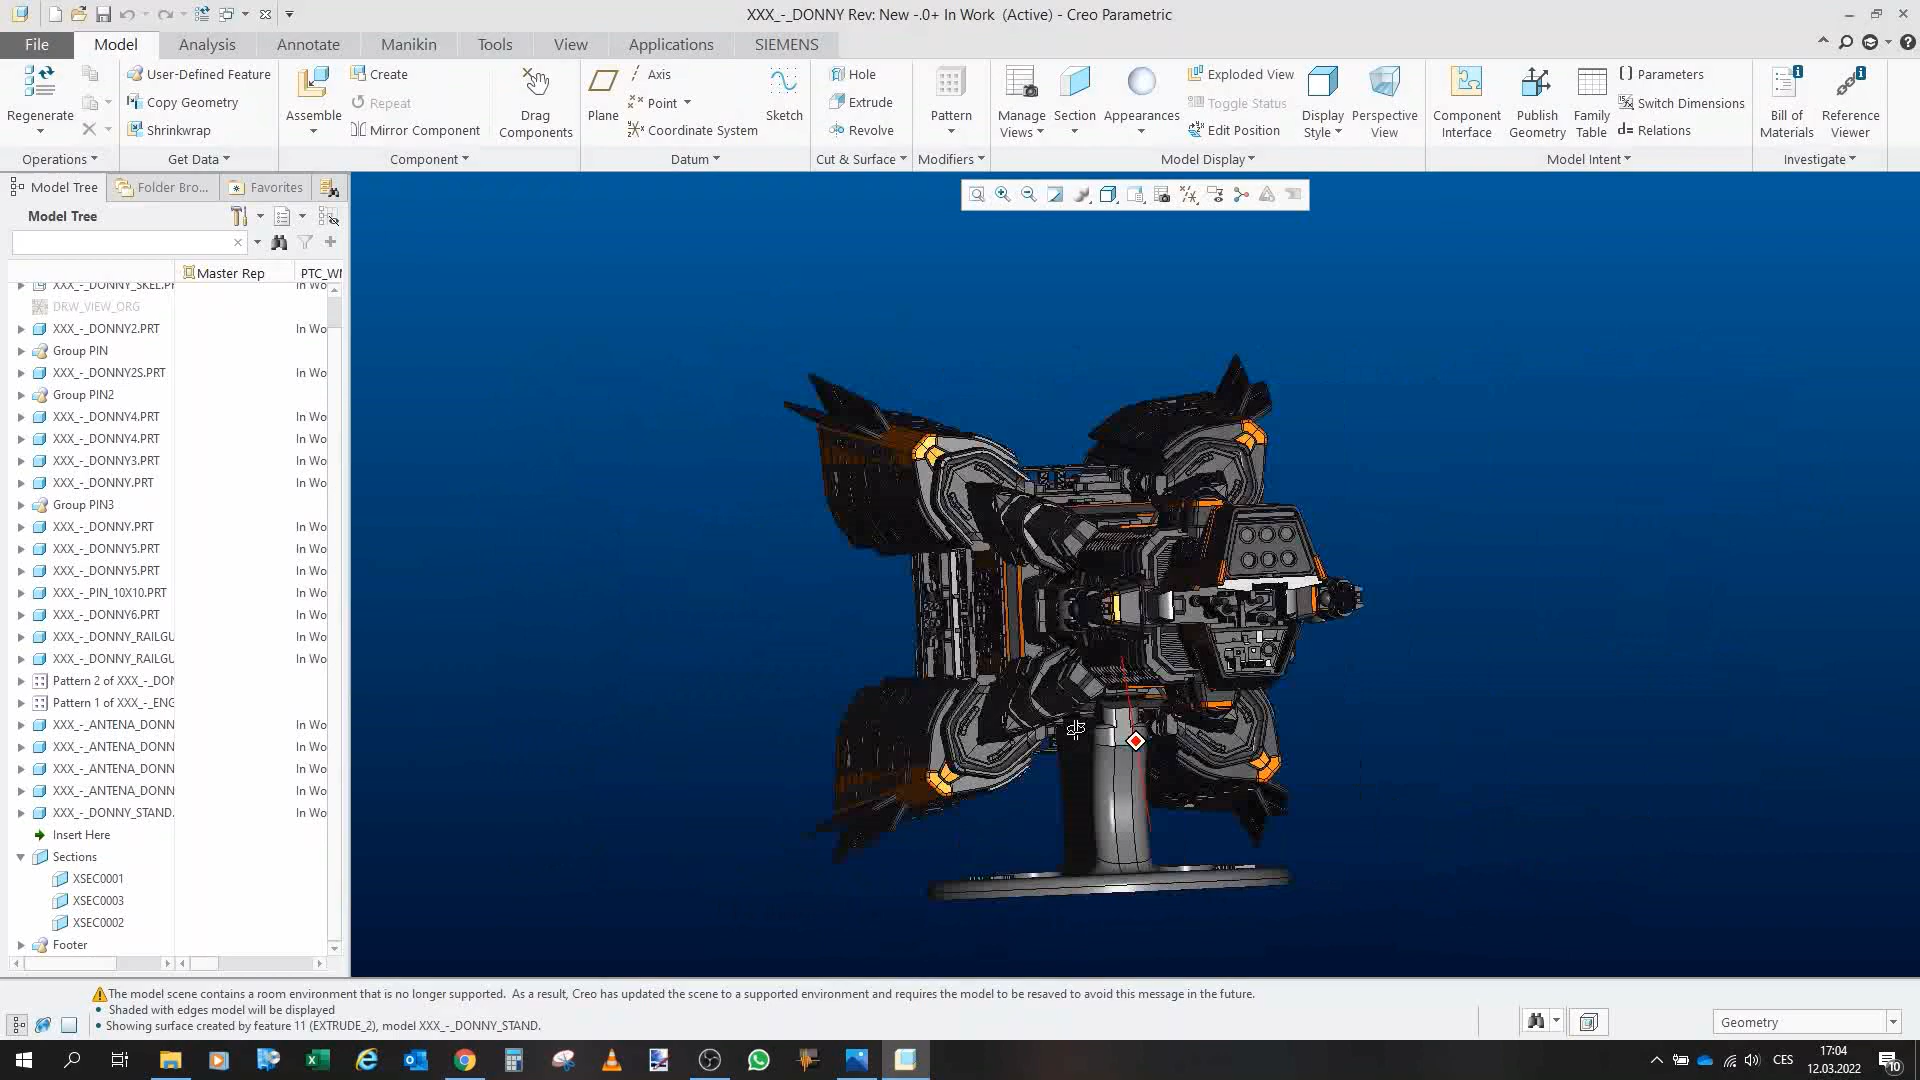 XXX_-_DONNY Rev: New -.0+ In Work (Active) - Creo Parametric
File Model Analysis Annotate Manikin Tools View Applications SIEMENS
Regenerate
Operations
User-Defined Feature
Copy Geometry
Shrinkwrap
Get Data
Assemble
Create
Repeat
Mirror Component
Drag
Components
Component
Plane
Axis
Point
Coordinate System
Sketch
Datum
Hole
Extrude
Revolve
Cut & Surface
Pattern
Modifiers
Manage
Views
Section
Appearances
Exploded View
Toggle Status
Edit Position
Display
Style
Perspective
View
Model Display
Component
Interface
Publish
Geometry
Family
Table
Parameters
Switch Dimensions
d= Relations
Model Intent
Bill of
Materials
Reference
Viewer
Investigate
Model Tree Folder Bro... Favorites
Model Tree
Master Rep PTC_WM
XXX_-_DONNY_SKEL.PR In Wo
DRW_VIEW_ORG
XXX_-_DONNY2.PRT In Wo
Group PIN
XXX_-_DONNY2S.PRT In Wo
Group PIN2
XXX_-_DONNY4.PRT In Wo
XXX_-_DONNY4.PRT In Wo
XXX_-_DONNY3.PRT In Wo
XXX_-_DONNY.PRT In Wo
Group PIN3
XXX_-_DONNY.PRT In Wo
XXX_-_DONNY5.PRT In Wo
XXX_-_DONNY5.PRT In Wo
XXX_-_PIN_10X10.PRT In Wo
XXX_-_DONNY6.PRT In Wo
XXX_-_DONNY_RAILGU In Wo
XXX_-_DONNY_RAILGU In Wo
Pattern 2 of XXX_-_DON
Pattern 1 of XXX_-_ENG
XXX_-_ANTENA_DONN In Wo
XXX_-_ANTENA_DONN In Wo
XXX_-_ANTENA_DONN In Wo
XXX_-_ANTENA_DONN In Wo
XXX_-_DONNY_STAND. In Wo
Insert Here
Sections
XSEC0001
XSEC0003
XSEC0002
Footer
The model scene contains a room environment that is no longer supported. As a result, Creo has updated the scene to a supported environment and requires the model to be resaved to avoid this message in the future.
• Shaded with edges model will be displayed
• Showing surface created by feature 11 (EXTRUDE_2), model XXX_-_DONNY_STAND.
Geometry
CES
17:04
12.03.2022
10